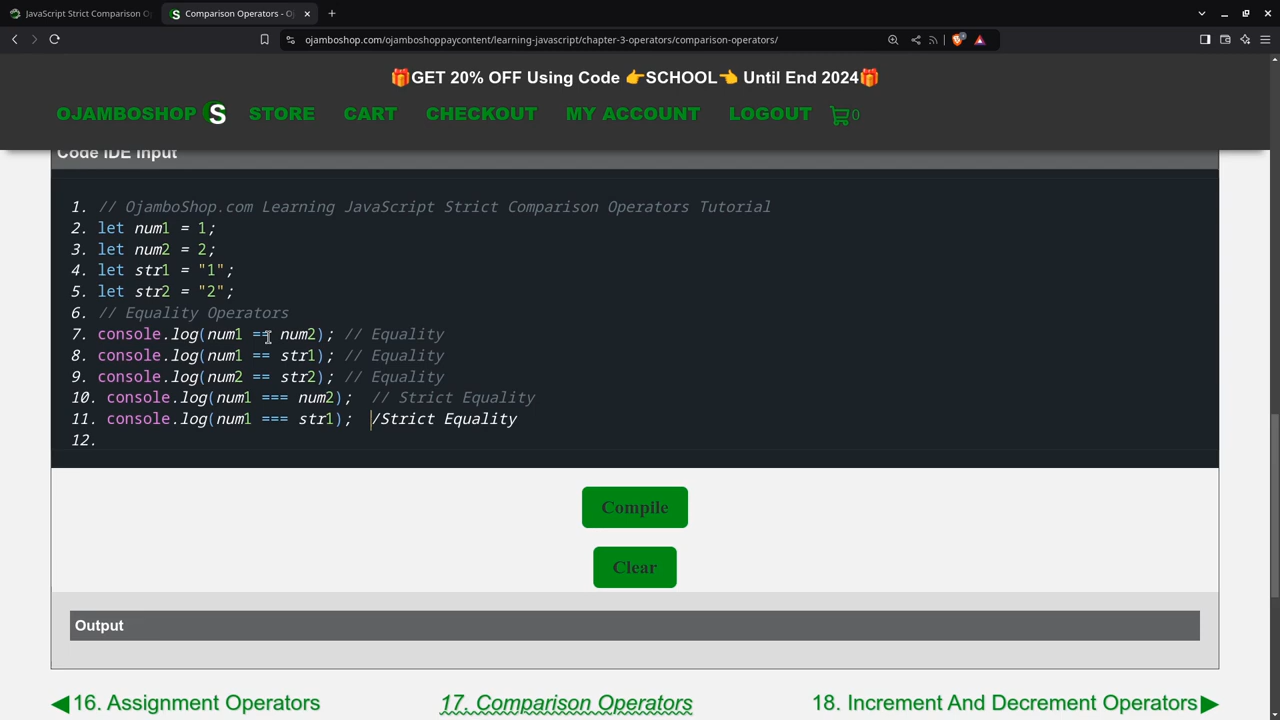 JavaScript Strict Comparison O
Comparison Operators - O
ojamboshop.com/ojamboshoppaycontent/learning-javascript/chapter-3-operators/comparison-operators/
🎁GET 20% OFF Using Code 👉SCHOOL👈 Until End 2024🎁
OJAMBOSHOP S STORE CART CHECKOUT MY ACCOUNT LOGOUT 0
Code IDE Input
1. // OjamboShop.com Learning JavaScript Strict Comparison Operators Tutorial
2. let num1 = 1;
3. let num2 = 2;
4. let str1 = "1";
5. let str2 = "2";
6. // Equality Operators
7. console.log(num1 == num2); // Equality
8. console.log(num1 == str1); // Equality
9. console.log(num2 == str2); // Equality
10. console.log(num1 === num2);  // Strict Equality
11. console.log(num1 === str1);  /Strict Equality
12.
Compile
Clear
Output
◀16. Assignment Operators 17. Comparison Operators 18. Increment And Decrement Operators▶